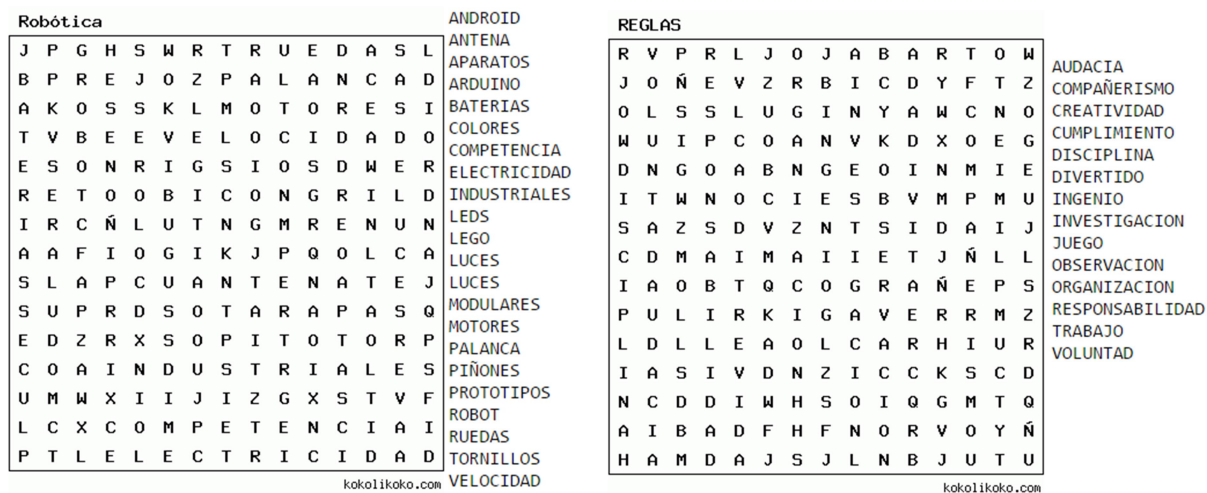 Robótica
J P G H S W R T R U E D A S L
B P R E J O Z P A L A N C A D
A K O S S K L M O T O R E S I
T V B E E V E L O C I D A D O
E S O N R I G S I O S D W E R
R E T O O B I C O N G R I L D
I R C Ñ L U T N G M R E N U N
A A F I O G I K J P Q O L C A
S L A P C U A N T E N A T E J
S U P R D S O T A R A P A S Q
E D Z R X S O P I T O T O R P
C O A I N D U S T R I A L E S
U M W X I I J I Z G X S T V F
L C X C O M P E T E N C I A I
P T L E L E C T R I C I D A D
kokolikoko.com
ANDROID
ANTENA
APARATOS
ARDUINO
BATERIAS
COLORES
COMPETENCIA
ELECTRICIDAD
INDUSTRIALES
LEDS
LEGO
LUCES
LUCES
MODULARES
MOTORES
PALANCA
PIÑONES
PROTOTIPOS
ROBOT
RUEDAS
TORNILLOS
VELOCIDAD
REGLAS
R V P R L J O J A B A R T O W
J O Ñ E V Z R B I C D Y F T Z
O L S S L U G I N Y A W C N O
W U I P C O A N V K D X O E G
D N G O A B N G E O I N M I E
I T W N O C I E S B V M P M U
S A Z S D V Z N T S I D A I J
C D M A I M A I I E T J Ñ L L
I A O B T Q C O G R A Ñ E P S
P U L I R K I G A V E R R M Z
L D L L E A O L C A R H I U R
I A S I V D N Z I C C K S C D
N C D D I W H S O I Q G M T Q
A I B A D F H F N O R V O Y Ñ
H A M D A J S J L N B J U T U
kokolikoko.com
AUDACIA
COMPAÑERISMO
CREATIVIDAD
CUMPLIMIENTO
DISCIPLINA
DIVERTIDO
INGENIO
INVESTIGACION
JUEGO
OBSERVACION
ORGANIZACION
RESPONSABILIDAD
TRABAJO
VOLUNTAD